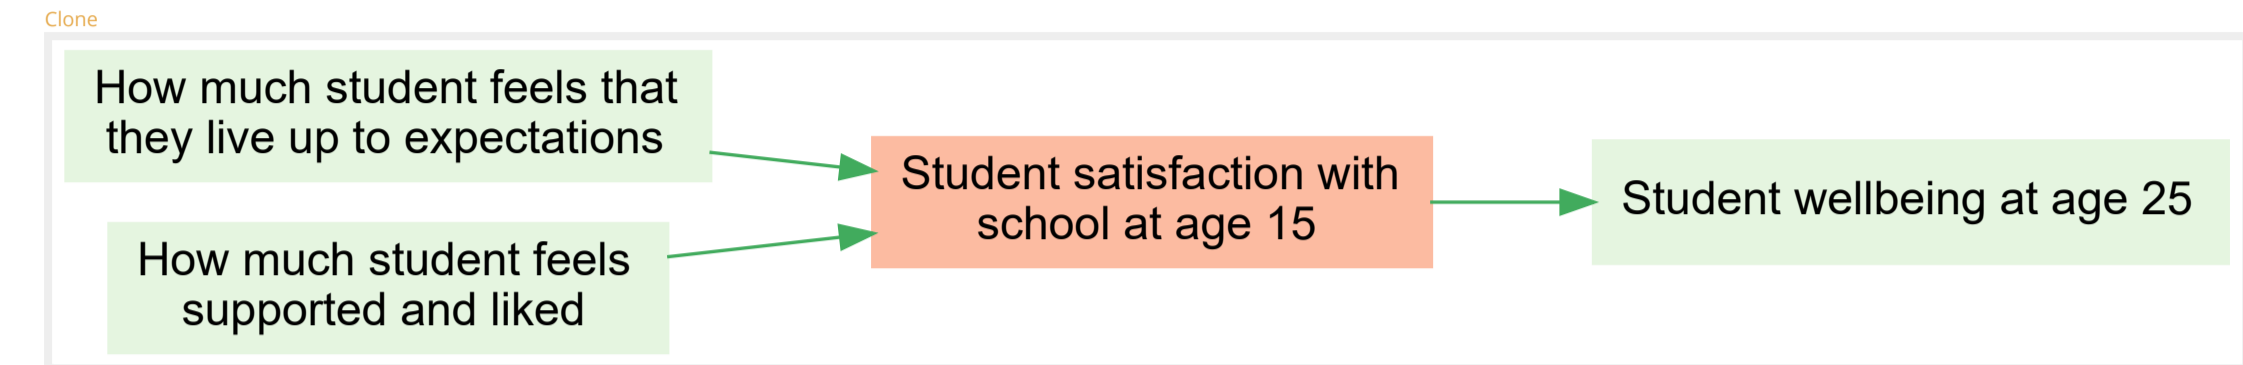 Clone
How much student feels that
they live up to expectations
How much student feels
supported and liked
Student satisfaction with
school at age 15
Student wellbeing at age 25